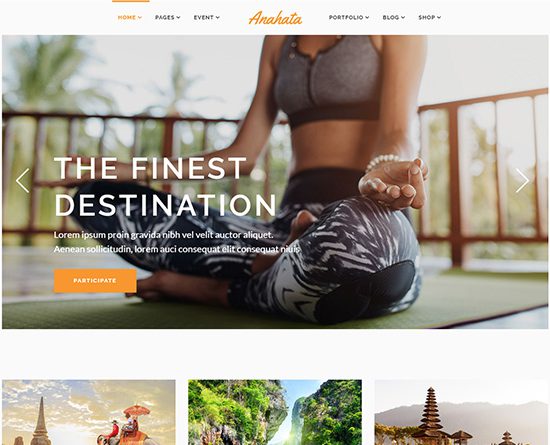 HOME PAGES EVENT Anahata PORTFOLIO BLOG SHOP
THE FINEST
DESTINATION
Lorem ipsum proin gravida nibh vel velit auctor aliquet.
Aenean sollicitudin, lorem auci consequat elit consequat niuis
PARTICIPATE